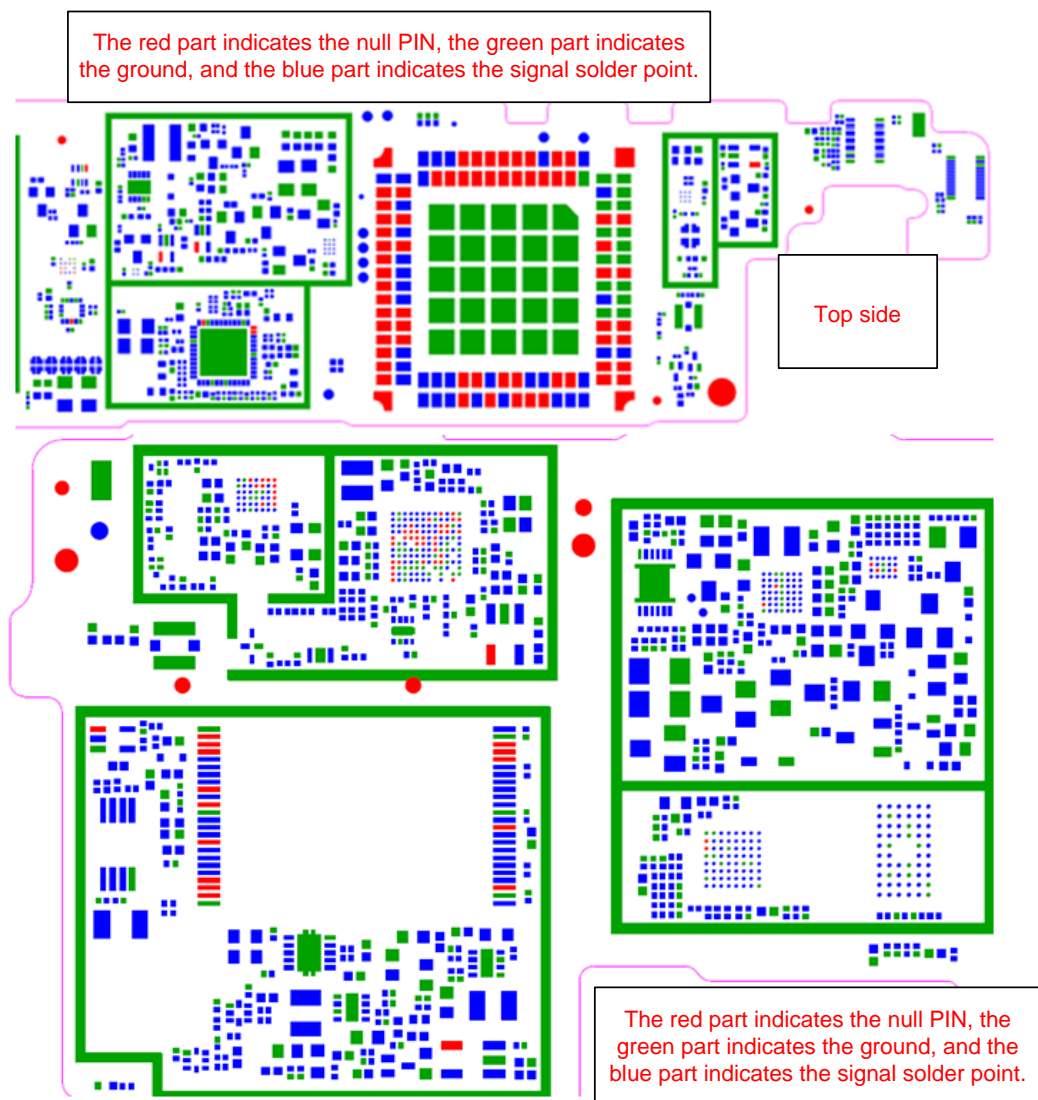 The red part indicates the null PIN, the green part indicates
the ground, and the blue part indicates the signal solder point.
Top side
The red part indicates the null PIN, the
green part indicates the ground, and the
blue part indicates the signal solder point.